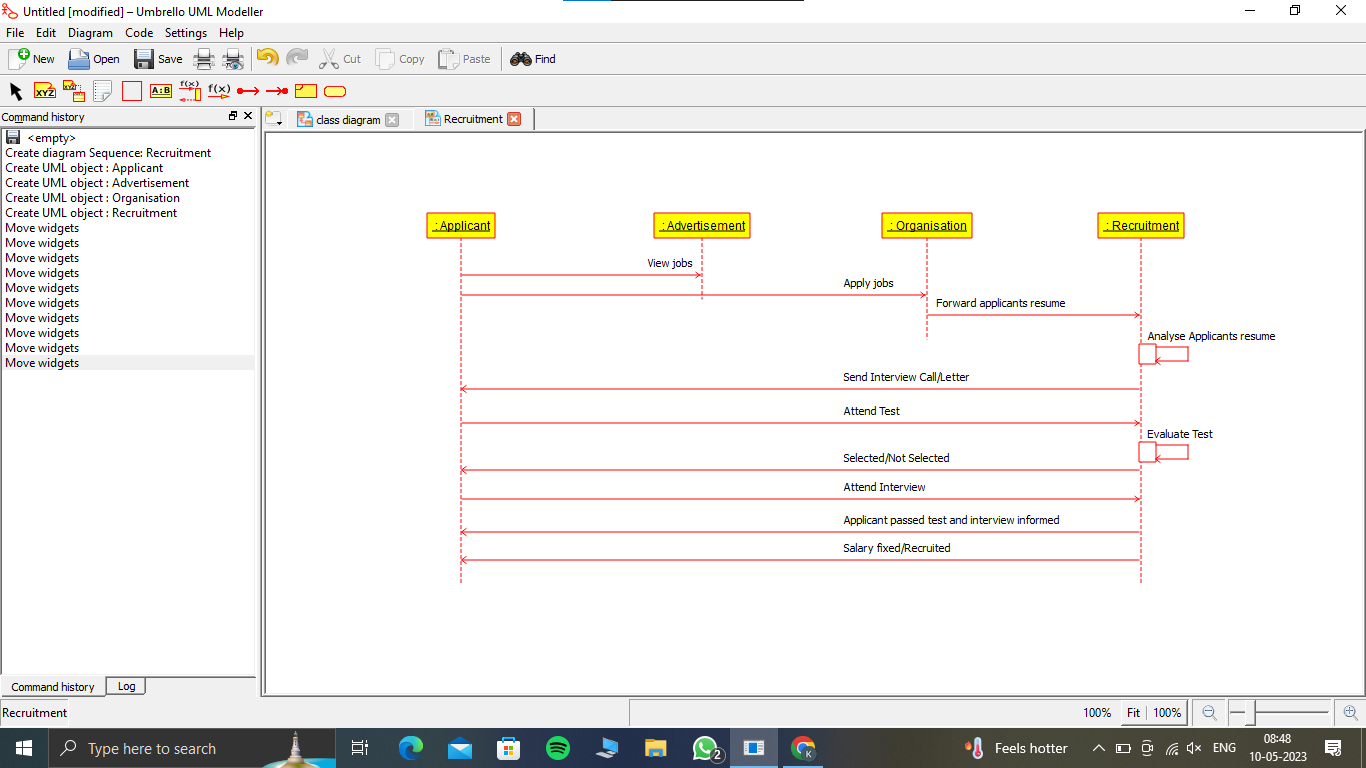 Untitled [modified] – Umbrello UML Modeller
File Edit Diagram Code Settings Help
New Open Save Cut Copy Paste Find
XYZ XYZ A:B f(x) f(x)
Command history
class diagram Recruitment
<empty>
Create diagram Sequence: Recruitment
Create UML object : Applicant
Create UML object : Advertisement
Create UML object : Organisation
Create UML object : Recruitment
Move widgets
Move widgets
Move widgets
Move widgets
Move widgets
Move widgets
Move widgets
Move widgets
Move widgets
Move widgets
: Applicant : Advertisement : Organisation : Recruitment
View jobs
Apply jobs
Forward applicants resume
Analyse Applicants resume
Send Interview Call/Letter
Attend Test
Evaluate Test
Selected/Not Selected
Attend Interview
Applicant passed test and interview informed
Salary fixed/Recruited
Command history Log
Recruitment 100% Fit 100%
Type here to search 2 K Feels hotter ENG 08:48
10-05-2023